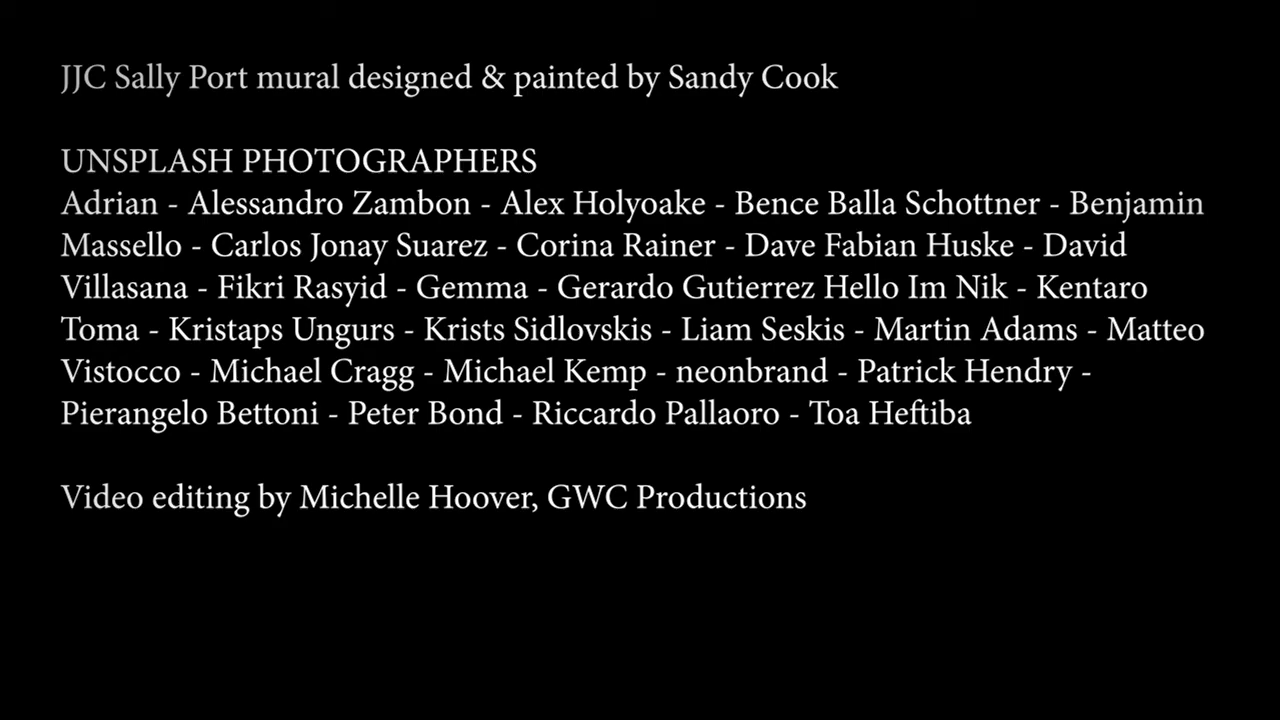 JJC Sally Port mural designed & painted by Sandy Cook
UNSPLASH PHOTOGRAPHERS
Adrian - Alessandro Zambon - Alex Holyoake - Bence Balla Schottner - Benjamin
Massello - Carlos Jonay Suarez - Corina Rainer - Dave Fabian Huske - David
Villasana - Fikri Rasyid - Gemma - Gerardo Gutierrez Hello Im Nik - Kentaro
Toma - Kristaps Ungurs - Krists Sidlovskis - Liam Seskis - Martin Adams - Matteo
Vistocco - Michael Cragg - Michael Kemp - neonbrand - Patrick Hendry -
Pierangelo Bettoni - Peter Bond - Riccardo Pallaoro - Toa Heftiba
Video editing by Michelle Hoover, GWC Productions